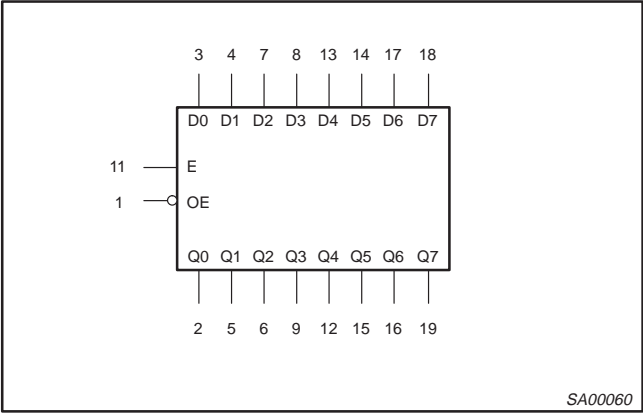 3 4 7 8 13 14 17 18
D0 D1 D2 D3 D4 D5 D6 D7
11 E
1 OE
Q0 Q1 Q2 Q3 Q4 Q5 Q6 Q7
2 5 6 9 12 15 16 19
SA00060